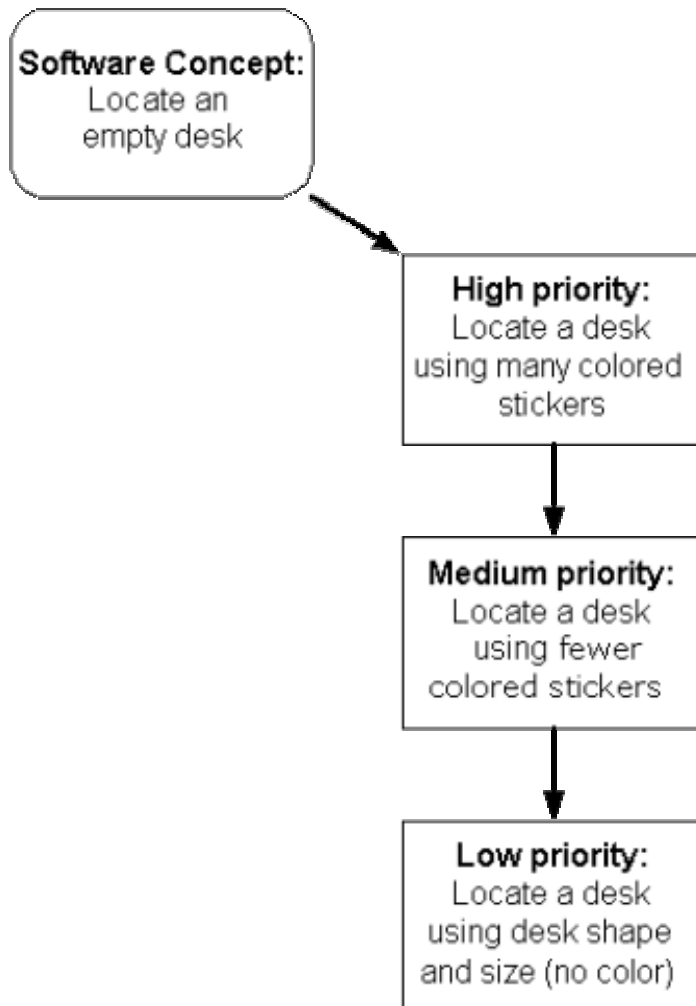 Software Concept:
Locate an
empty desk
High priority:
Locate a desk
using many colored
stickers
Medium priority:
Locate a desk
using fewer
colored stickers
Low priority:
Locate a desk
using desk shape
and size (no color)